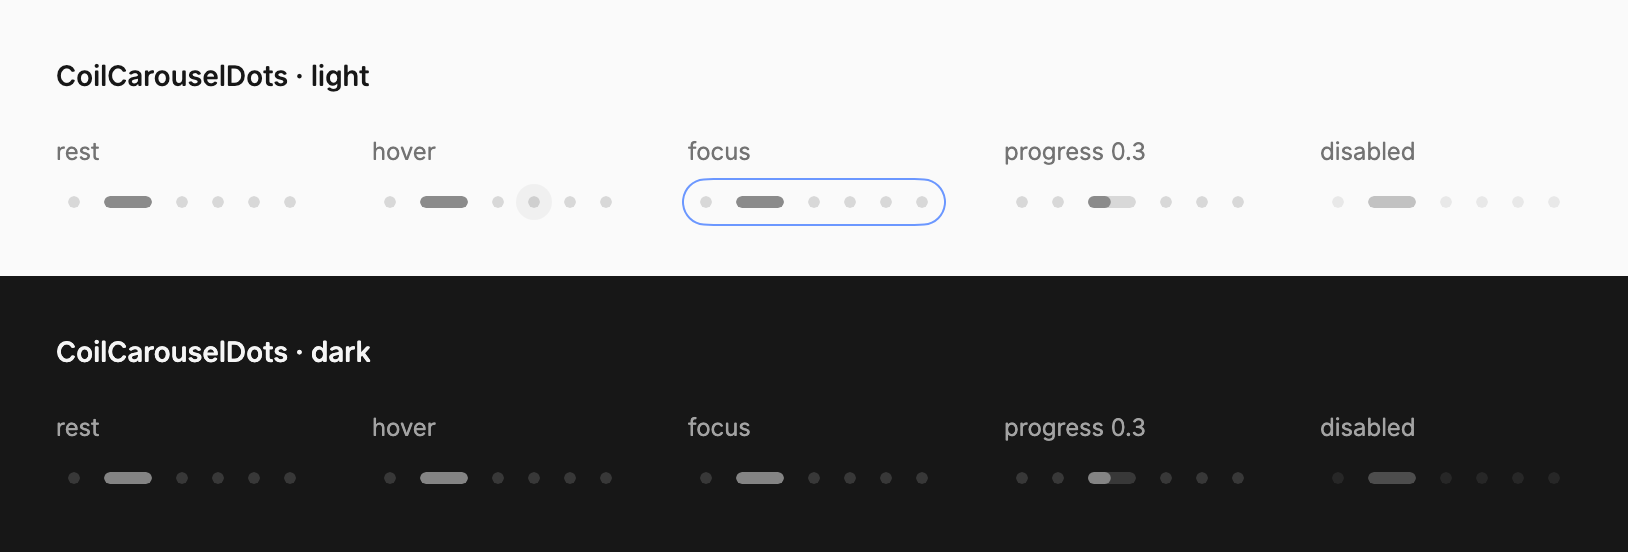 CoilCarouselDots · light
rest hover focus progress 0.3 disabled
CoilCarouselDots · dark
rest hover focus progress 0.3 disabled